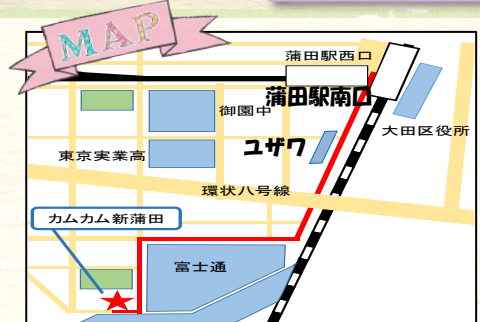 MAP
蒲田駅西口
蒲田駅南口
御園中
大田区役所
ユザワ
東京実業高
環状八号線
カムカム新蒲田
富士通